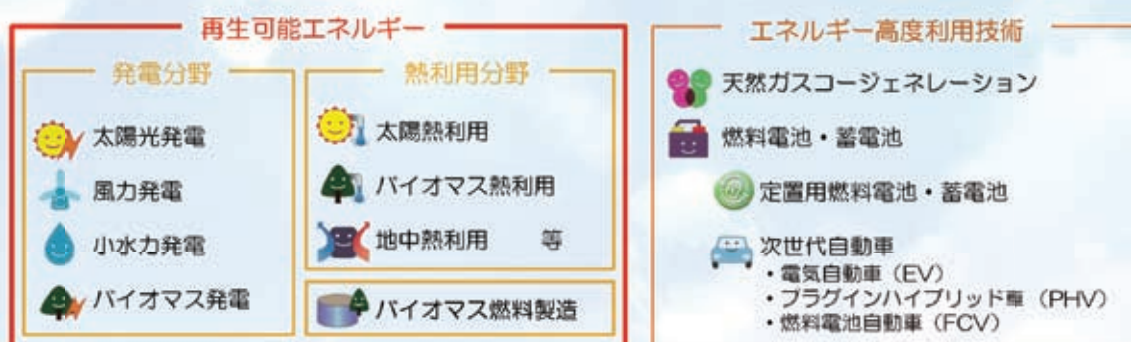 再生可能エネルギー
発電分野
太陽光発電
風力発電
小水力発電
バイオマス発電
熱利用分野
太陽熱利用
バイオマス熱利用
地中熱利用　等
バイオマス燃料製造
エネルギー高度利用技術
天然ガスコージェネレーション
燃料電池・蓄電池
定置用燃料電池・蓄電池
次世代自動車
・電気自動車（EV）
・プラグインハイブリッド車（PHV）
・燃料電池自動車（FCV）